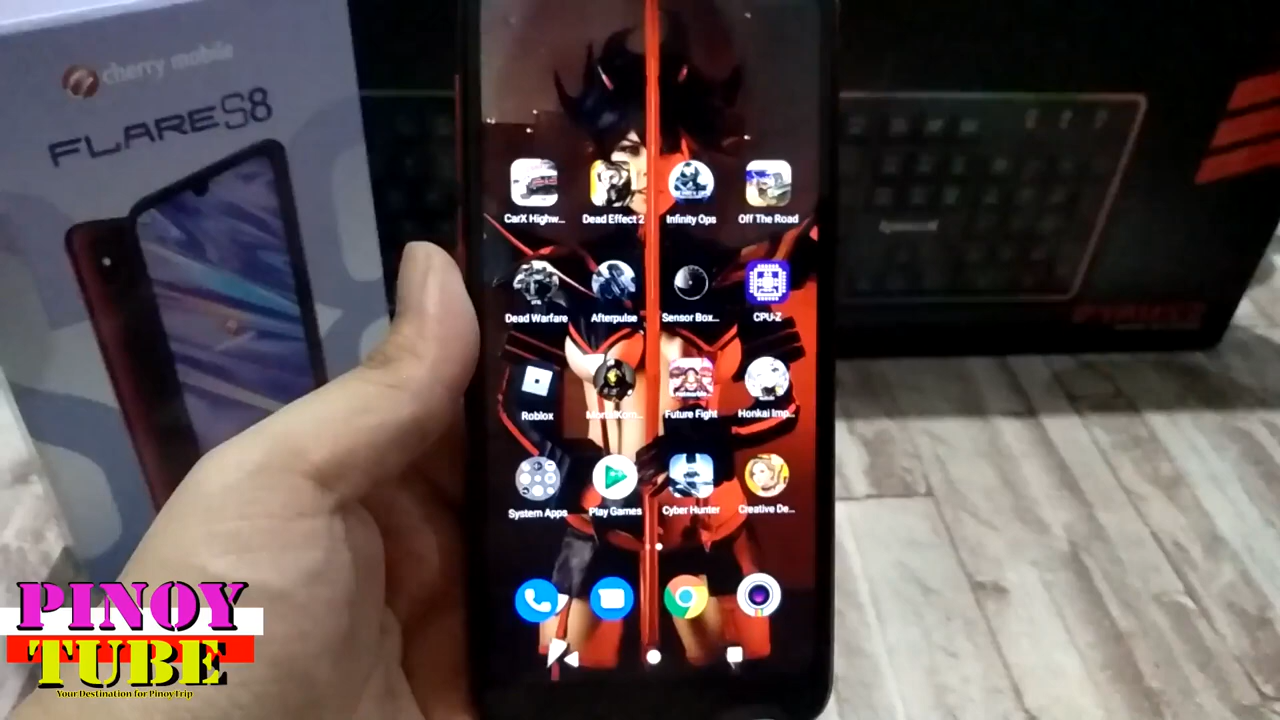 cherry mobile
FLARE S8
CarX Highw...
Dead Effect 2
Infinity Ops
Off The Road
Dead Warfare
Afterpulse
Sensor Box...
CPU-Z
Roblox
MortalKom...
Future Fight
Honkai Imp...
System Apps
Play Games
Cyber Hunter
Creative De...
PINOY
TUBE
Your Destination for PinoyTrip